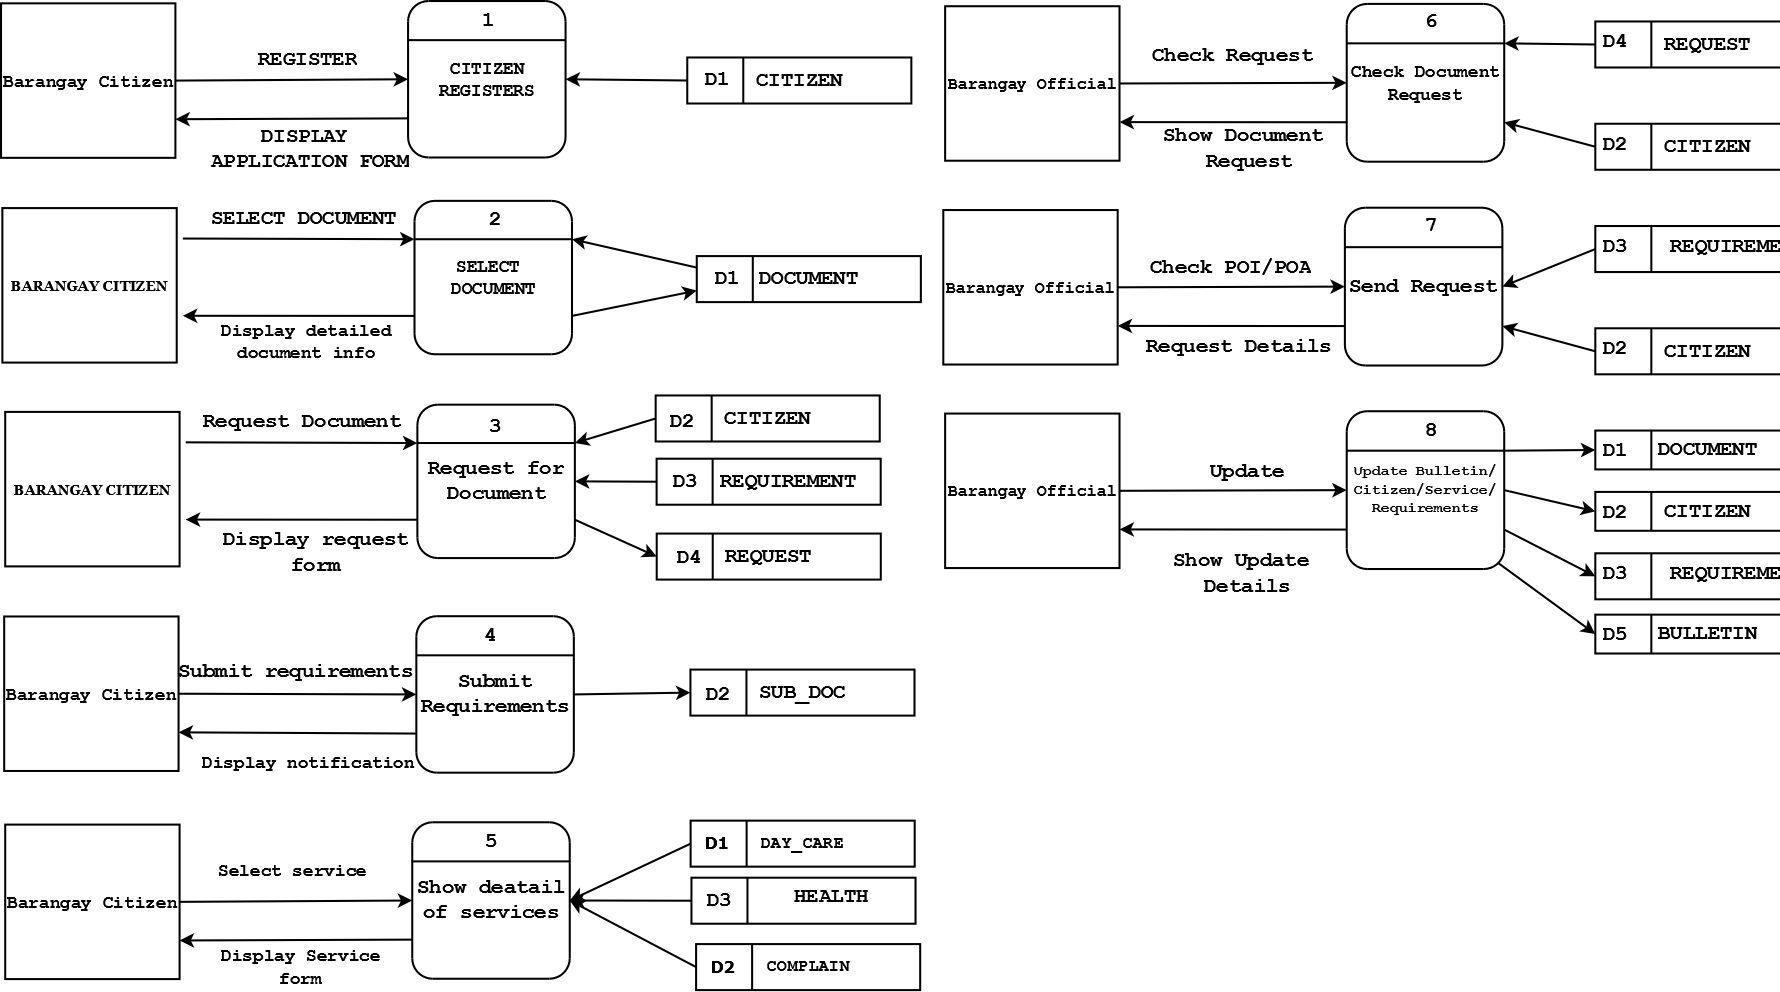 1
REGISTER
Barangay Citizen
CITIZEN
REGISTERS
D1 CITIZEN
DISPLAY
APPLICATION FORM
2
SELECT DOCUMENT
BARANGAY CITIZEN
SELECT
DOCUMENT
D1 DOCUMENT
Display detailed
document info
3
Request Document
BARANGAY CITIZEN
Request for
Document
D2 CITIZEN
D3 REQUIREMENT
D4 REQUEST
Display request
form
4
Submit requirements
Barangay Citizen
Submit
Requirements
D2 SUB_DOC
Display notification
5
Select service
Barangay Citizen
Show deatail
of services
D1 DAY_CARE
D3 HEALTH
D2 COMPLAIN
Display Service
form
6
Check Request
Barangay Official
Check Document
Request
D4 REQUEST
D2 CITIZEN
Show Document
Request
7
Check POI/POA
Barangay Official
Send Request
D3 REQUIREME
D2 CITIZEN
Request Details
8
Update
Barangay Official
Update Bulletin/
Citizen/Service/
Requirements
D1 DOCUMENT
D2 CITIZEN
D3 REQUIREME
D5 BULLETIN
Show Update
Details